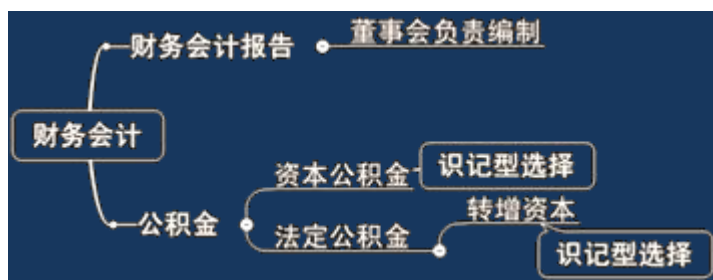 董事会负责编制
财务会计报告
财务会计
识记型选择
资本公积金
转增资本
公积金
法定公积金
识记型选择